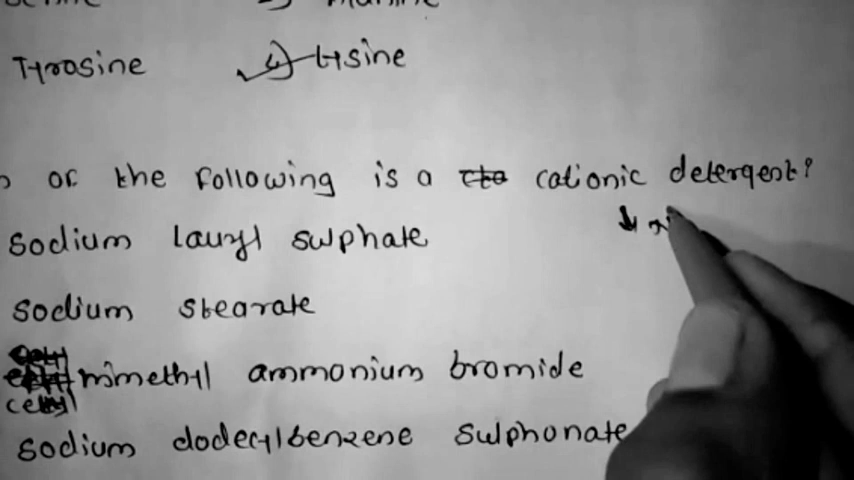 Tyrosine 4) Lysine
of the following is a cationic detergent?
sodium lauryl sulphate
sodium stearate
cetyl trimethyl ammonium bromide
sodium dodecylbenzene sulphonate